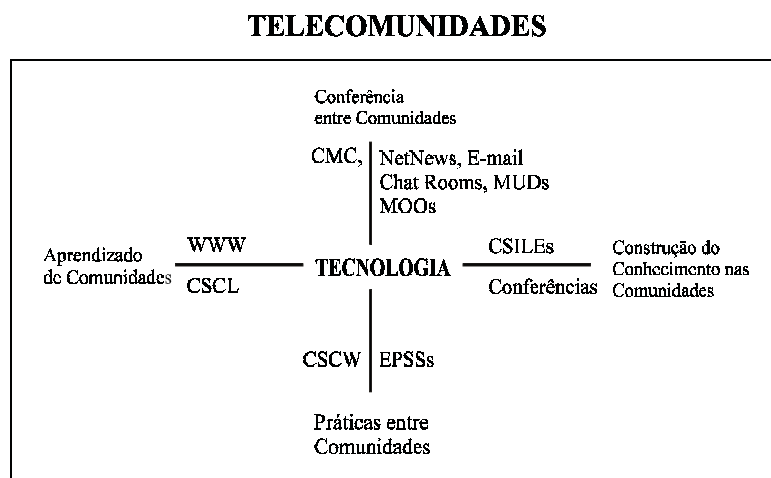 TELECOMUNIDADES
Conferência
entre Comunidades
CMC, NetNews, E-mail
Chat Rooms, MUDs
MOOs
Aprendizado
de Comunidades
WWW
CSCL
TECNOLOGIA
CSILEs
Conferências
Construção do
Conhecimento nas
Comunidades
CSCW EPSSs
Práticas entre
Comunidades